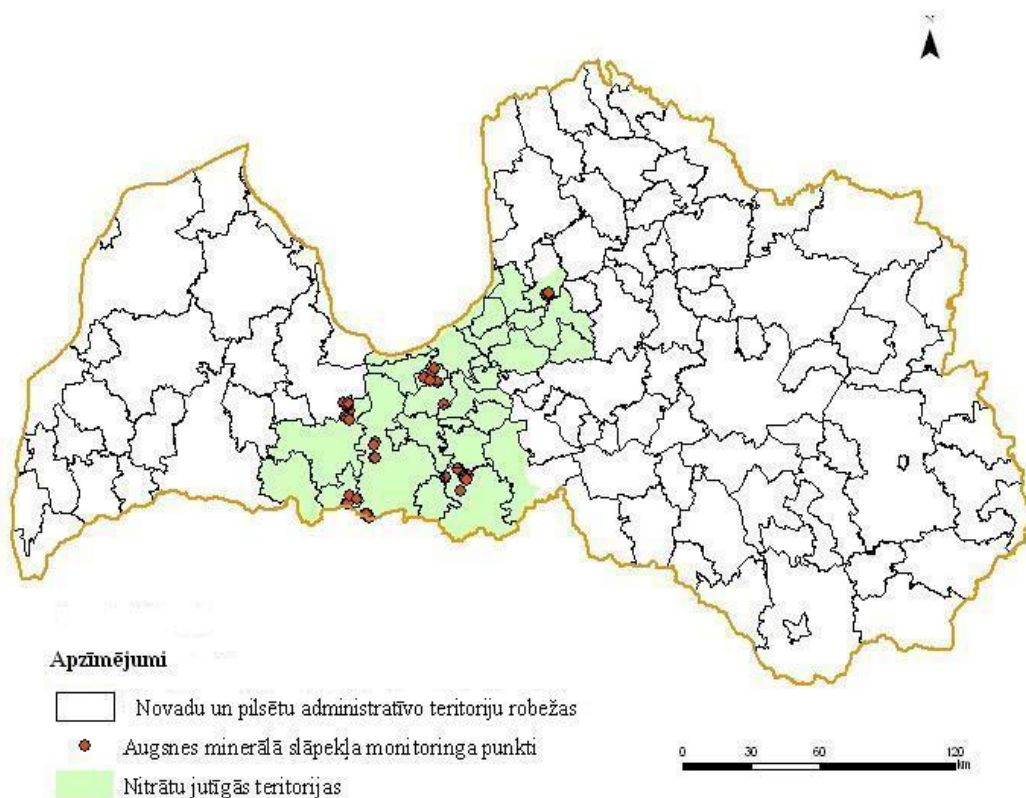 N
Apzīmējumi
Novadu un pilsētu administratīvo teritoriju robežas
Augsnes minerālā slāpekļa monitoringa punkti
Nitrātu jutīgās teritorijas
0 30 60 120
km